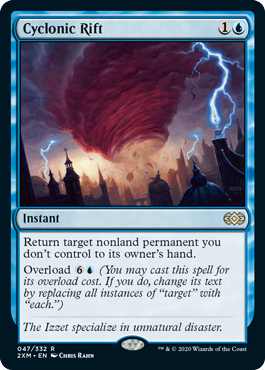 Cyclonic Rift 1
Instant
Return target nonland permanent you
don't control to its owner's hand.
Overload 6 (You may cast this spell for
its overload cost. If you do, change its text
by replacing all instances of “target” with
“each.”)
The Izzet specialize in unnatural disaster.
047/332 R
2XM • EN Chris Rahn
™ & © 2020 Wizards of the Coast